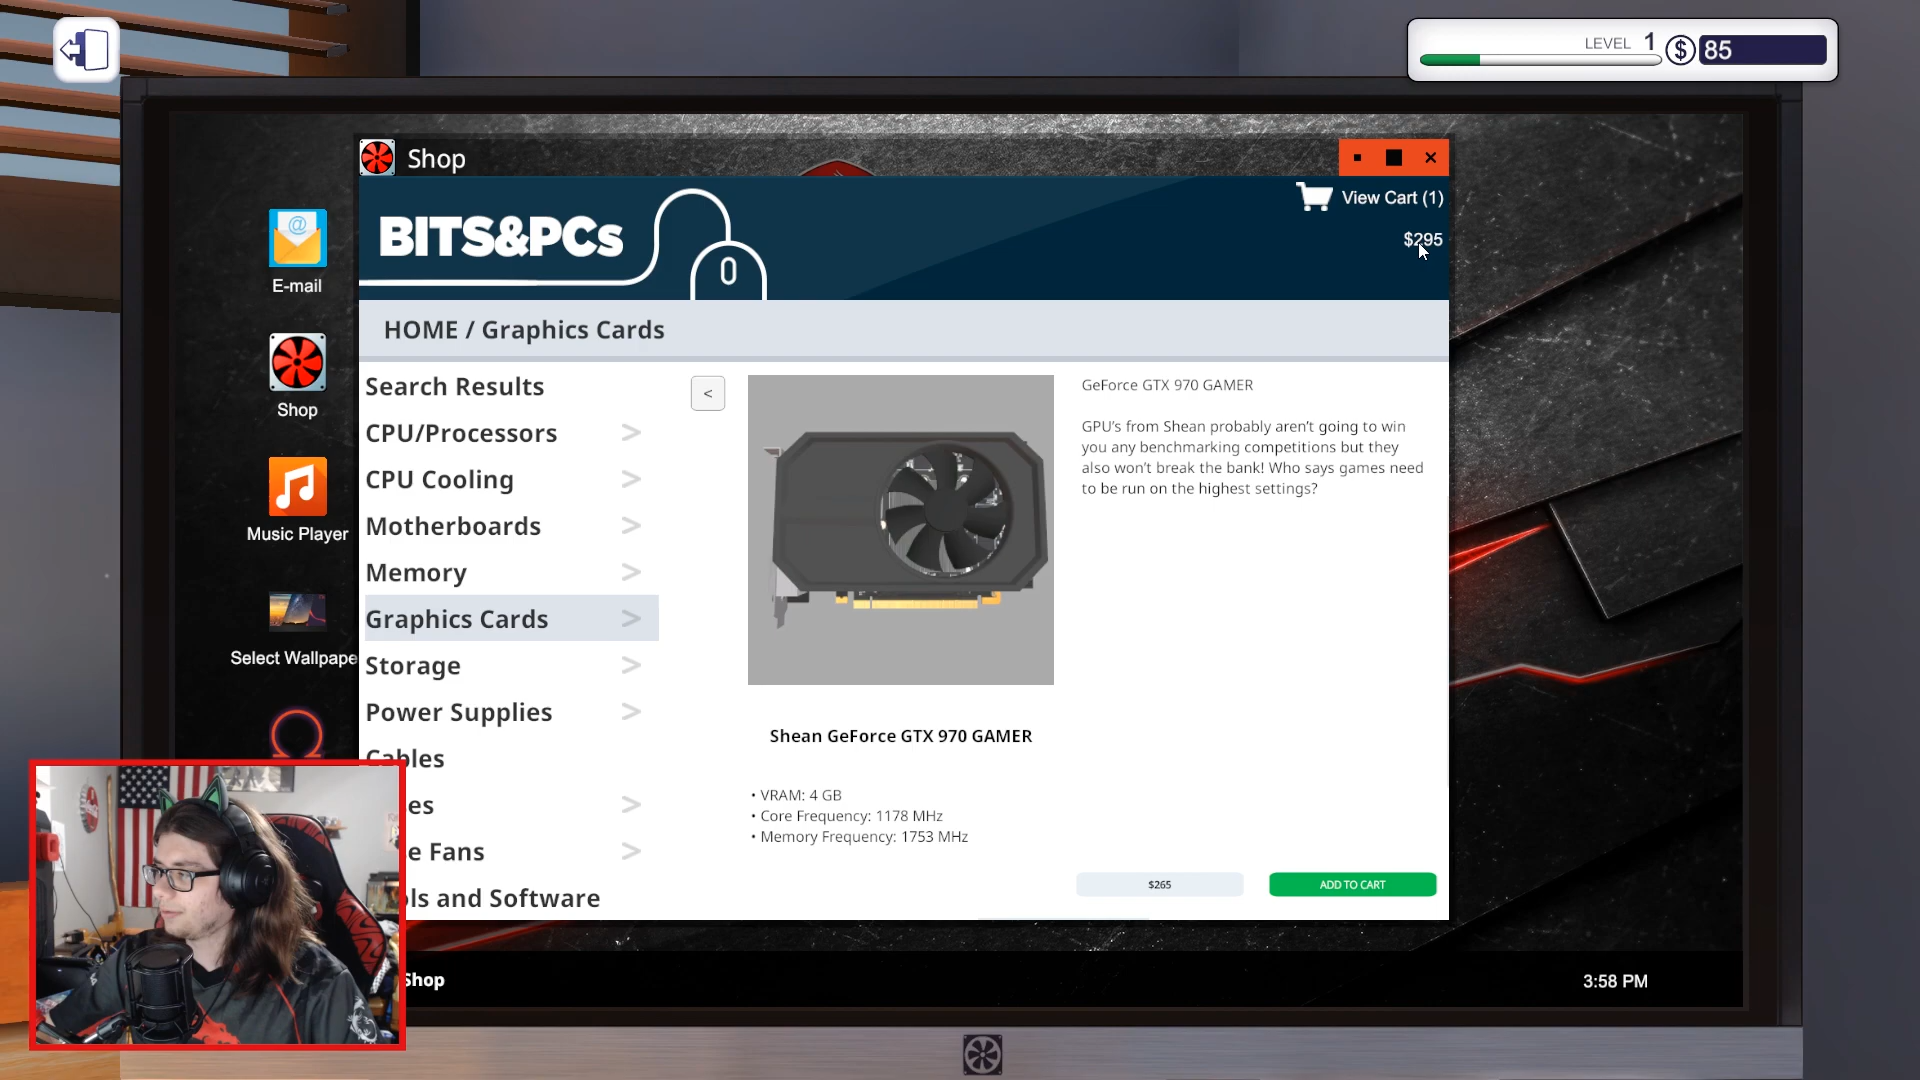 LEVEL 1 $ 85
Shop
View Cart (1)
$295
BITS&PCs
HOME / Graphics Cards
E-mail
Shop
Music Player
Select Wallpape
Search Results
CPU/Processors >
CPU Cooling >
Motherboards >
Memory >
Graphics Cards >
Storage >
Power Supplies >
Cables
es >
e Fans >
ls and Software
<
GeForce GTX 970 GAMER
GPU's from Shean probably aren't going to win
you any benchmarking competitions but they
also won't break the bank! Who says games need
to be run on the highest settings?
Shean GeForce GTX 970 GAMER
• VRAM: 4 GB
• Core Frequency: 1178 MHz
• Memory Frequency: 1753 MHz
$265
ADD TO CART
Shop
3:58 PM